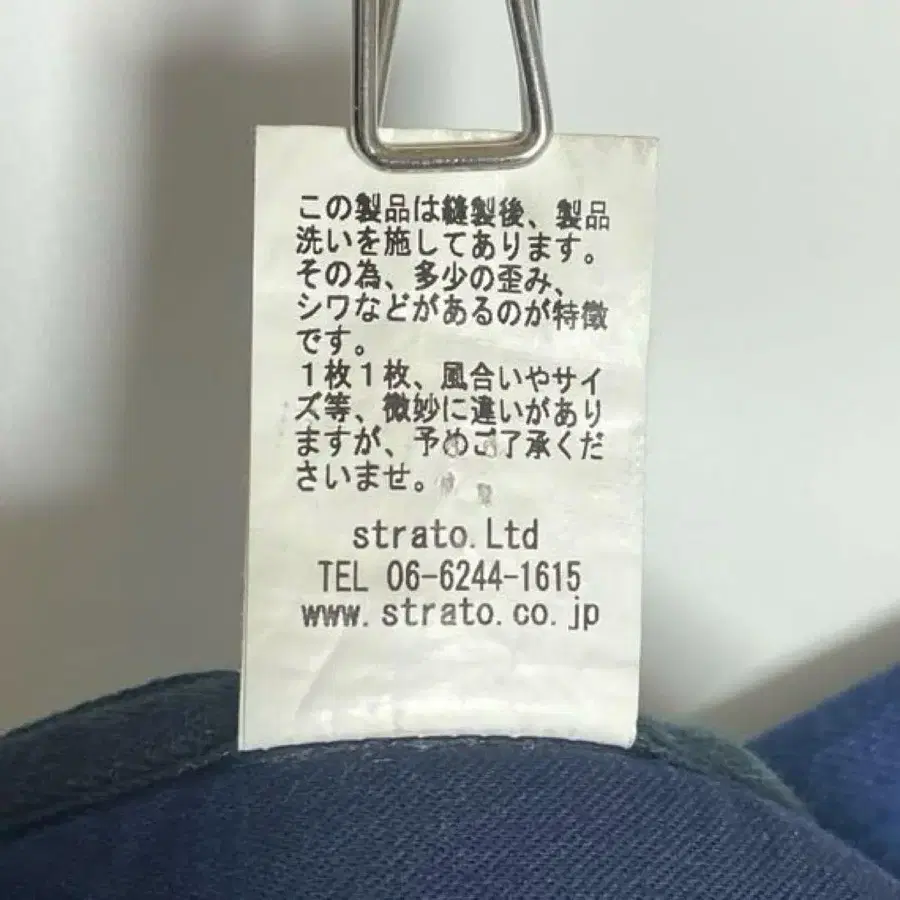 この製品は縫製後、製品
洗いを施してあります。
その為、多少の歪み、
シワなどがあるのが特徴
です。
１枚１枚、風合いやサイ
ズ等、微妙に違いがあり
ますが、予めご了承くだ
さいませ。
strato.Ltd
TEL 06-6244-1615
www.strato.co.jp